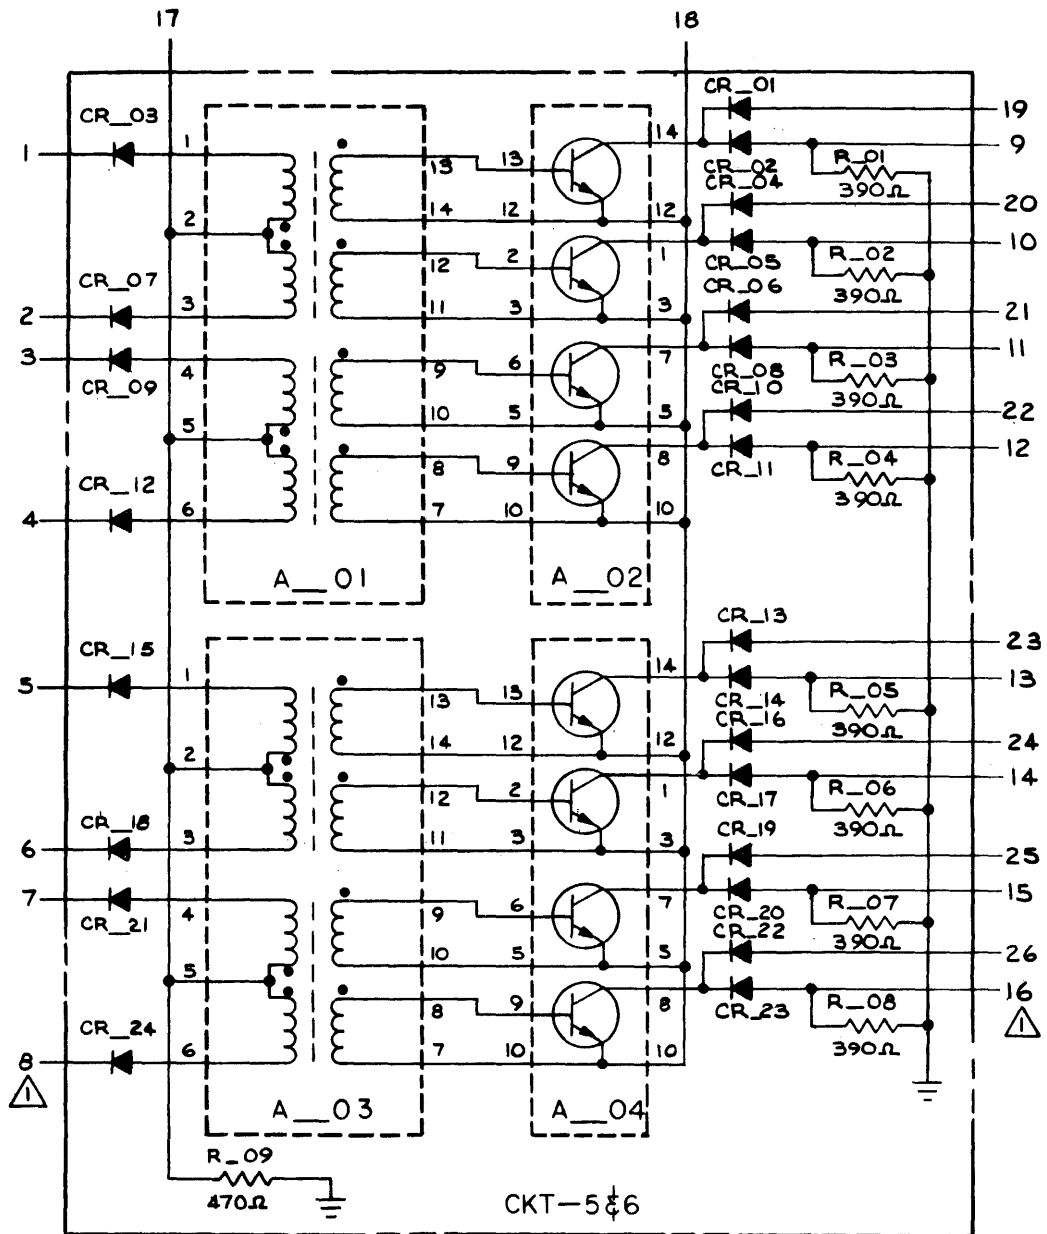 17 18
CR_01
CR_03 19
1 1 13 13 14 9
CR_02 R_01
CR_04 390Ω
2 14 12 12 20
12 2 1 10
CR_07 CR_05 R_02
CR_06 390Ω
2 3 11 3 3 21
3 4 9 6 7 11
CR_09 CR_08 R_03
CR_10 390Ω
5 10 5 5 22
8 9 8 12
CR_12 CR_11 R_04
390Ω
4 6 7 10 10
A__01 A__02
CR_13
CR_15 23
5 1 13 13 14 13
CR_14 R_05
CR_16 390Ω
2 14 12 12 24
12 2 1 14
CR_18 CR_17 R_06
CR_19 390Ω
6 3 11 3 3 25
7 4 9 6 7 15
CR_21 CR_20 R_07
CR_22 390Ω
5 10 5 5 26
8 9 8 16
CR_24 CR_23 R_08 1
390Ω
8 6 7 10 10
1
A__03 A__04
R_09
470Ω
CKT-5&6